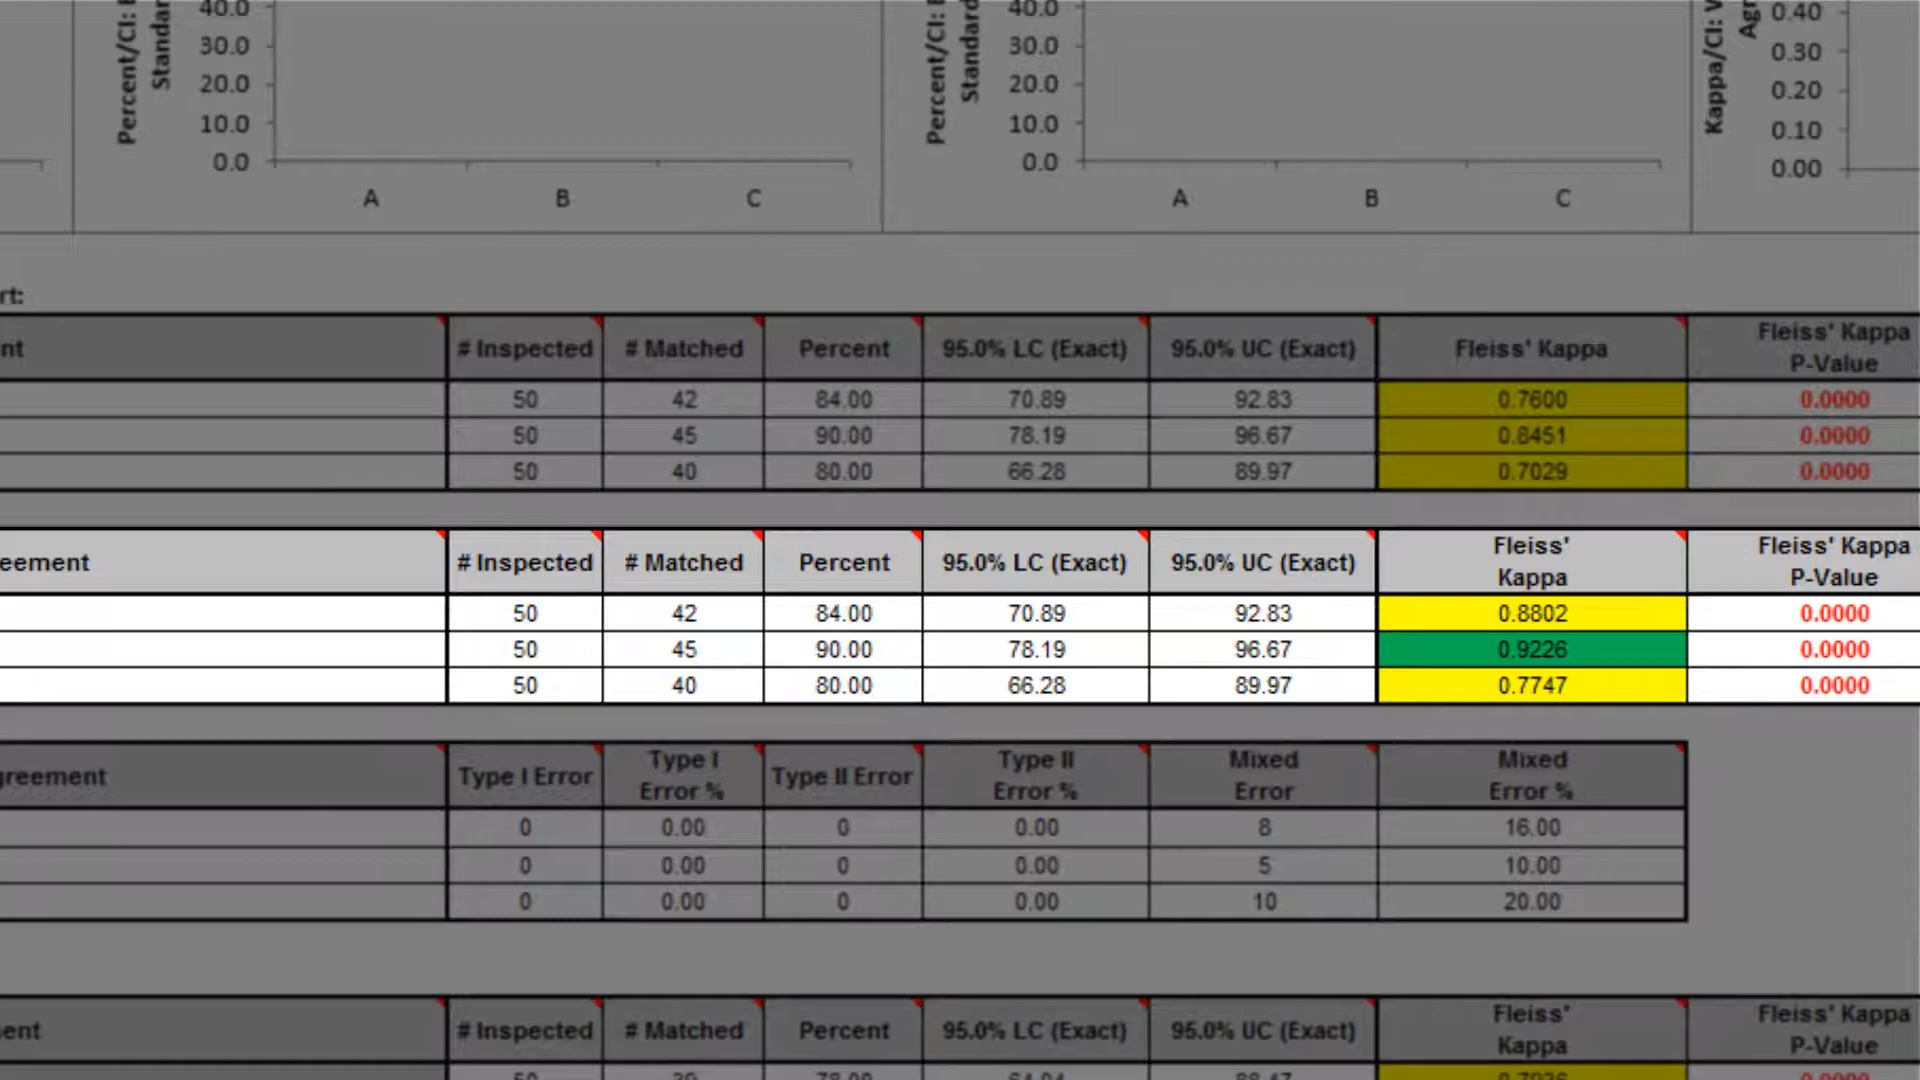 Percent/CI:
Standar
40.0
30.0
20.0
10.0
0.0
A B C
Percent/CI:
Standard
40.0
30.0
20.0
10.0
0.0
A B C
Kappa/CI:
Agr
0.40
0.30
0.20
0.10
0.00
rt:
nt # Inspected # Matched Percent 95.0% LC (Exact) 95.0% UC (Exact) Fleiss' Kappa Fleiss' Kappa P-Value
50 42 84.00 70.89 92.83 0.7600 0.0000
50 45 90.00 78.19 96.67 0.8451 0.0000
50 40 80.00 66.28 89.97 0.7029 0.0000
eement # Inspected # Matched Percent 95.0% LC (Exact) 95.0% UC (Exact) Fleiss' Kappa Fleiss' Kappa P-Value
50 42 84.00 70.89 92.83 0.8802 0.0000
50 45 90.00 78.19 96.67 0.9226 0.0000
50 40 80.00 66.28 89.97 0.7747 0.0000
greement Type I Error Type I Error % Type II Error Type II Error % Mixed Error Mixed Error %
0 0.00 0 0.00 8 16.00
0 0.00 0 0.00 5 10.00
0 0.00 0 0.00 10 20.00
ent # Inspected # Matched Percent 95.0% LC (Exact) 95.0% UC (Exact) Fleiss' Kappa Fleiss' Kappa P-Value